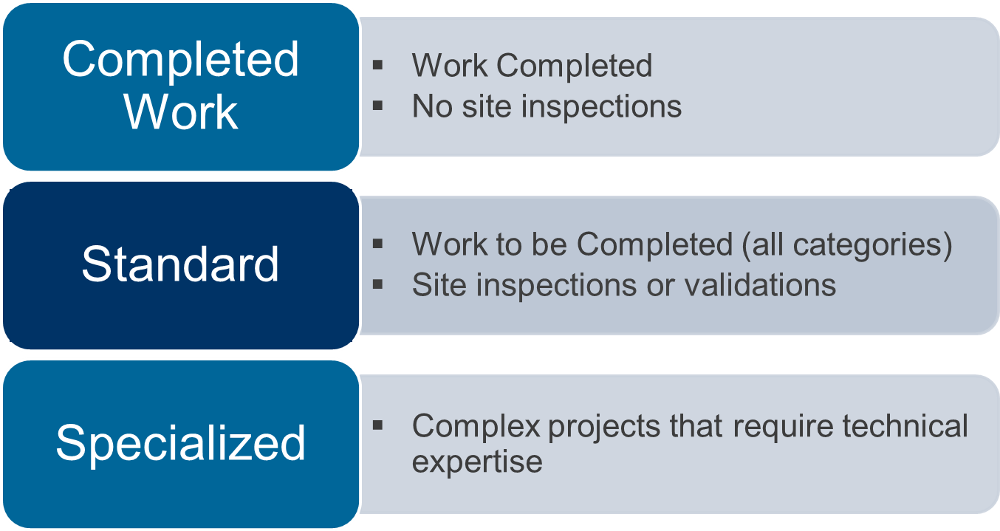 Completed
Work
▪ Work Completed
▪ No site inspections
Standard
▪ Work to be Completed (all categories)
▪ Site inspections or validations
Specialized
▪ Complex projects that require technical
expertise